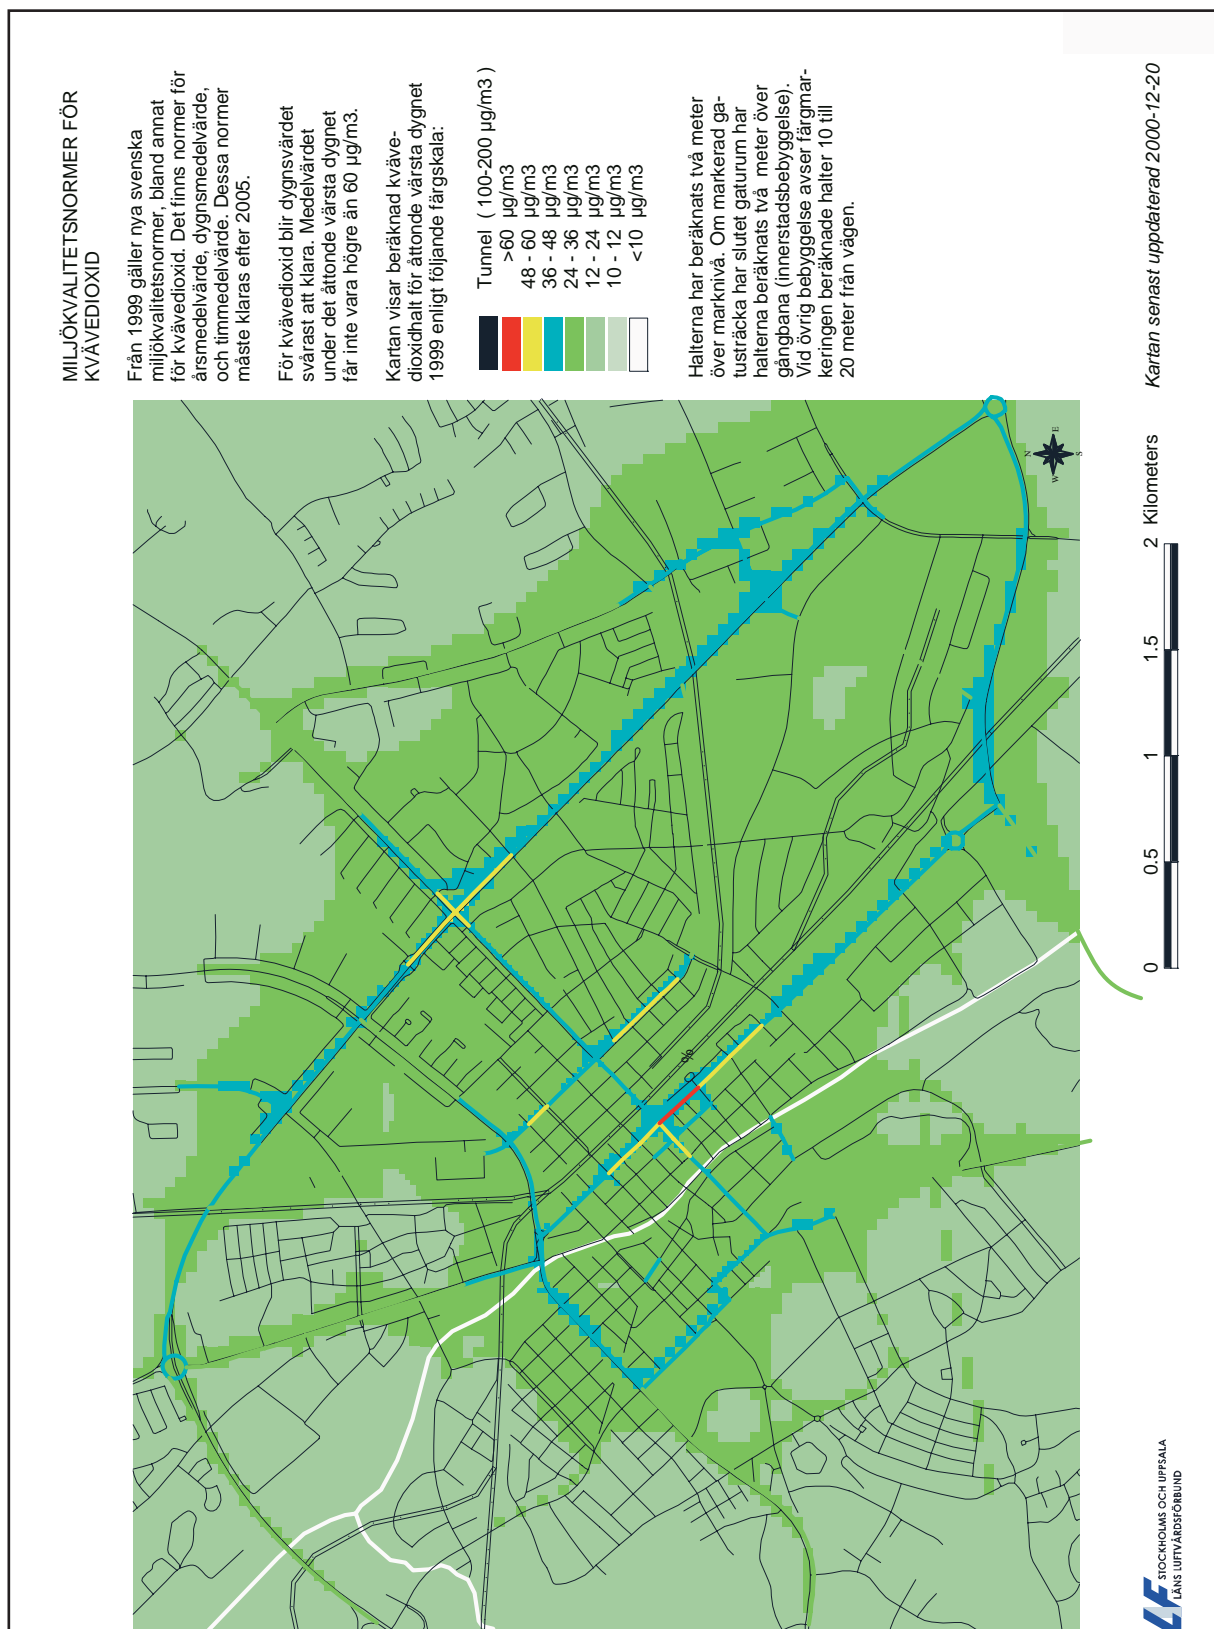 MILJÖKVALITETSNORMER FÖR
KVÄVEDIOXID
Från 1999 gäller nya svenska
miljökvalitetsnormer, bland annat
för kvävedioxid. Det finns normer för
årsmedelvärde, dygnsmedelvärde,
och timmedelvärde. Dessa normer
måste klaras efter 2005.
För kvävedioxid blir dygnsvärdet
svårast att klara. Medelvärdet
under det åttonde värsta dygnet
får inte vara högre än 60 µg/m3.
Kartan visar beräknad kväve-
dioxidhalt för åttonde värsta dygnet
1999 enligt följande färgskala:
Tunnel ( 100-200 µg/m3 )
>60 µg/m3
48 - 60 µg/m3
36 - 48 µg/m3
24 - 36 µg/m3
12 - 24 µg/m3
10 - 12 µg/m3
<10 µg/m3
Halterna har beräknats två meter
över marknivå. Om markerad ga-
tusträcka har slutet gaturum har
halterna beräknats två meter över
gångbana (innerstadsbebyggelse).
Vid övrig bebyggelse avser färgmar-
keringen beräknade halter 10 till
20 meter från vägen.
%
N
W E
S
0 0.5 1 1.5 2 Kilometers
Kartan senast uppdaterad 2000-12-20
LF STOCKHOLMS OCH UPPSALA
LÄNS LUFTVÅRDSFÖRBUND